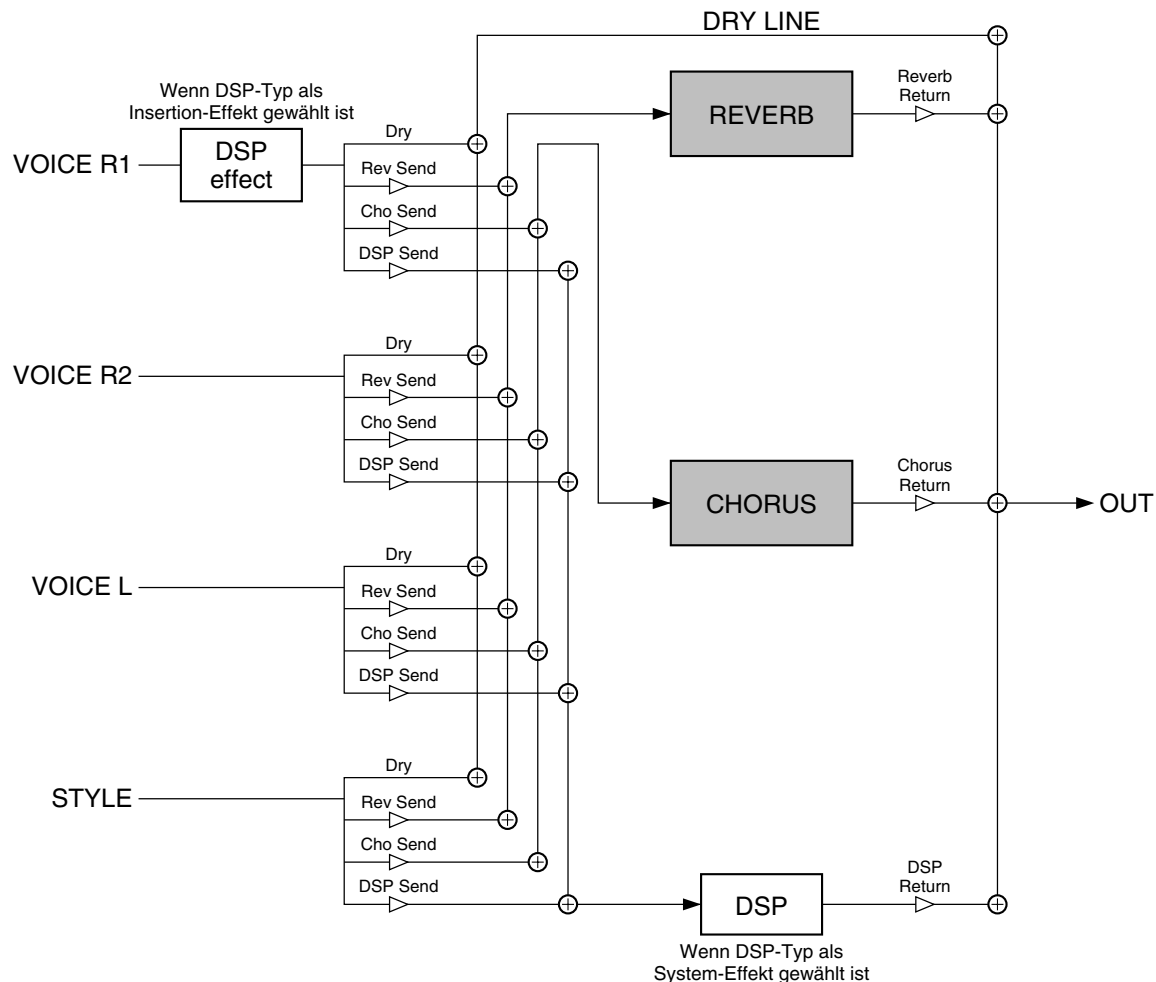 DRY LINE
Wenn DSP-Typ als
Insertion-Effekt gewählt ist
VOICE R1
DSP
effect
Dry
Rev Send
Cho Send
DSP Send
REVERB
Reverb
Return
VOICE R2
Dry
Rev Send
Cho Send
DSP Send
CHORUS
Chorus
Return
OUT
VOICE L
Dry
Rev Send
Cho Send
DSP Send
STYLE
Dry
Rev Send
Cho Send
DSP Send
DSP
DSP
Return
Wenn DSP-Typ als
System-Effekt gewählt ist